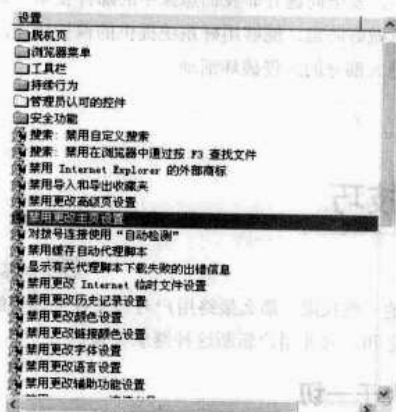 设置
脱机页
浏览器菜单
工具栏
持续行为
管理员认可的控件
安全功能
搜索: 禁用自定义搜索
搜索: 禁用在浏览器中通过按 F3 查找文件
禁用 Internet Explorer 的外部商标
禁用导入和导出收藏夹
禁用更改高级页设置
禁用更改主页设置
对拨号连接使用“自动检测”
禁用缓存自动代理脚本
显示有关代理脚本下载失败的出错信息
禁用更改 Internet 临时文件设置
禁用更改历史记录设置
禁用更改颜色设置
禁用更改链接颜色设置
禁用更改字体设置
禁用更改语言设置
禁用更改辅助功能设置